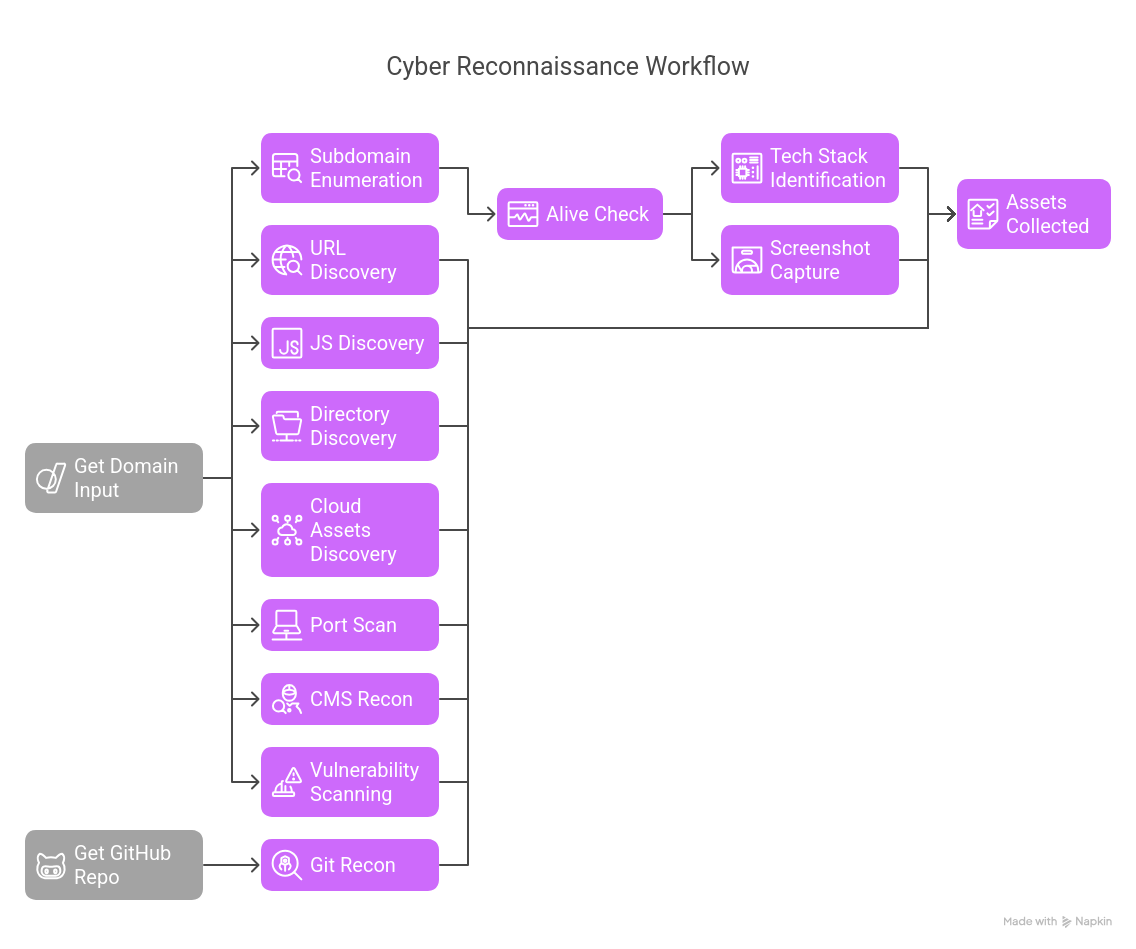 Cyber Reconnaissance Workflow
Subdomain
Enumeration
Tech Stack
Identification
Alive Check
Assets
Collected
URL
Discovery
Screenshot
Capture
JS
JS Discovery
Directory
Discovery
Get Domain
Input
Cloud
Assets
Discovery
Port Scan
CMS Recon
Vulnerability
Scanning
Get GitHub
Repo
Git Recon
Made with Napkin